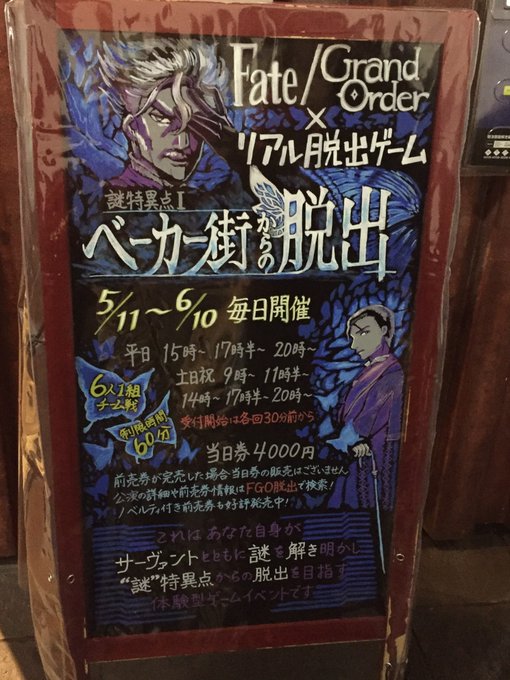 Fate/Grand Order
×
リアル脱出ゲーム
謎特異点Ⅰ
ベーカー街からの脱出
5/11～6/10 毎日開催
平日 15時～ 17時半～ 20時～
土日祝 9時～ 11時半～
14時～ 17時半～ 20時～
受付開始は各回30分前から
6人1組
チーム戦
制限時間
60分
当日券 4000円
前売券が完売した場合当日券の販売はございません
公演の詳細や前売券情報はFGO脱出で検索!
ノベルティ付き前売券も好評発売中!
これはあなた自身が
サーヴァントとともに謎を解き明かし
“謎”特異点からの脱出を目指す
体験型ゲームイベントです